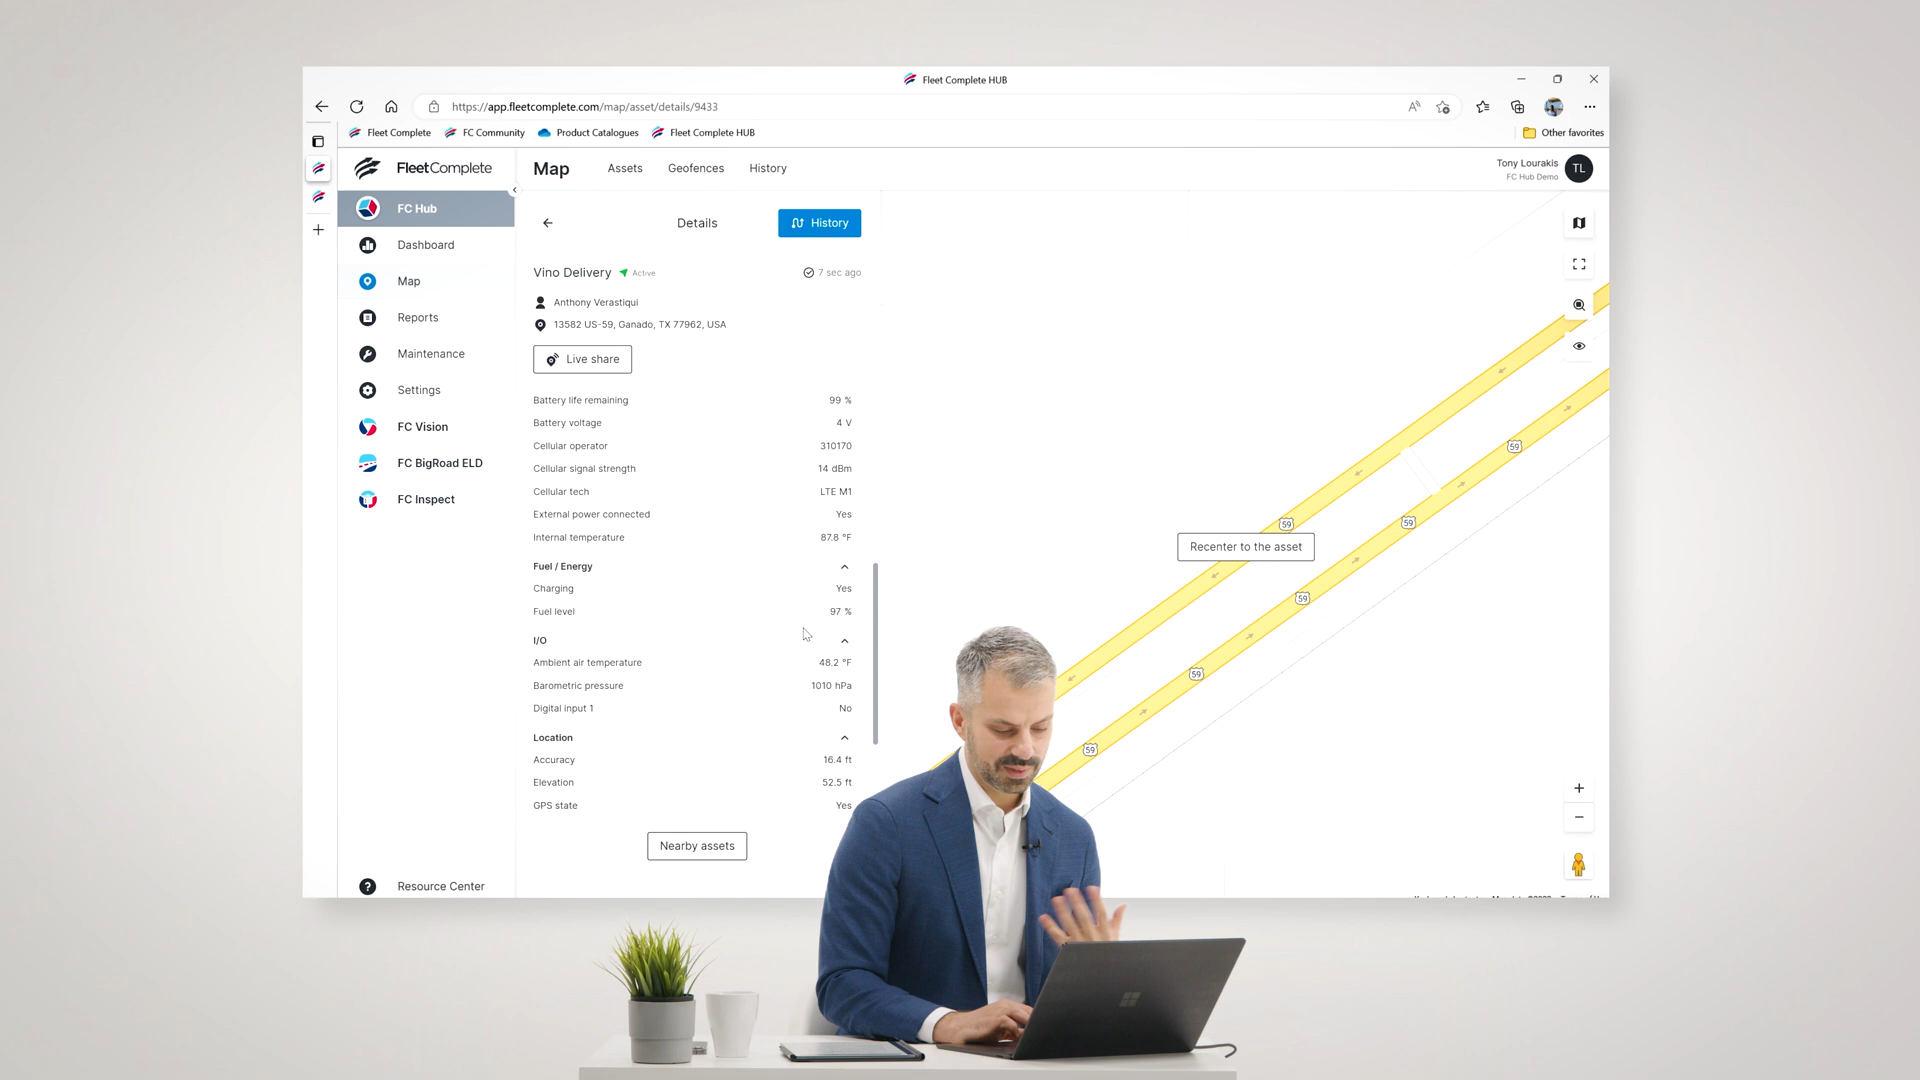 Fleet Complete HUB
https://app.fleetcomplete.com/map/asset/details/9433
Fleet Complete
FC Community
Product Catalogues
Fleet Complete HUB
Other favorites
FleetComplete
Map
Assets
Geofences
History
Tony Lourakis
FC Hub Demo
TL
FC Hub
Dashboard
Map
Reports
Maintenance
Settings
FC Vision
FC BigRoad ELD
FC Inspect
Resource Center
Details
History
Vino Delivery
Active
7 sec ago
Anthony Verastiqui
13582 US-59, Ganado, TX 77962, USA
Live share
Battery life remaining 99 %
Battery voltage 4 V
Cellular operator 310170
Cellular signal strength 14 dBm
Cellular tech LTE M1
External power connected Yes
Internal temperature 87.8 °F
Fuel / Energy
Charging Yes
Fuel level 97 %
I/O
Ambient air temperature 48.2 °F
Barometric pressure 1010 hPa
Digital input 1 No
Location
Accuracy 16.4 ft
Elevation 52.5 ft
GPS state Yes
Nearby assets
59
59
59
Recenter to the asset
59
59
59